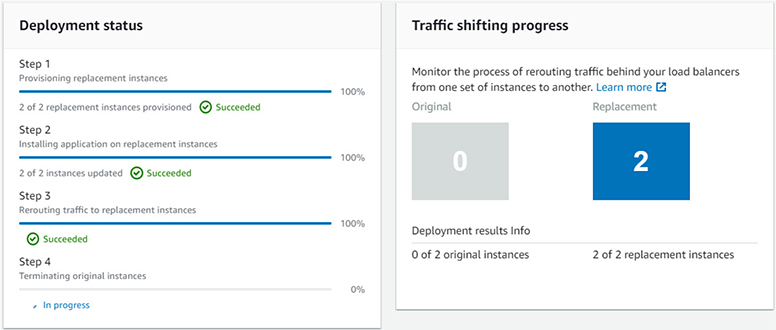 Deployment status
Step 1
Provisioning replacement instances
100%
2 of 2 replacement instances provisioned Succeeded
Step 2
Installing application on replacement instances
100%
2 of 2 instances updated Succeeded
Step 3
Rerouting traffic to replacement instances
100%
Succeeded
Step 4
Terminating original instances
0%
In progress
Traffic shifting progress
Monitor the process of rerouting traffic behind your load balancers
from one set of instances to another. Learn more
Original Replacement
0 2
Deployment results Info
0 of 2 original instances 2 of 2 replacement instances